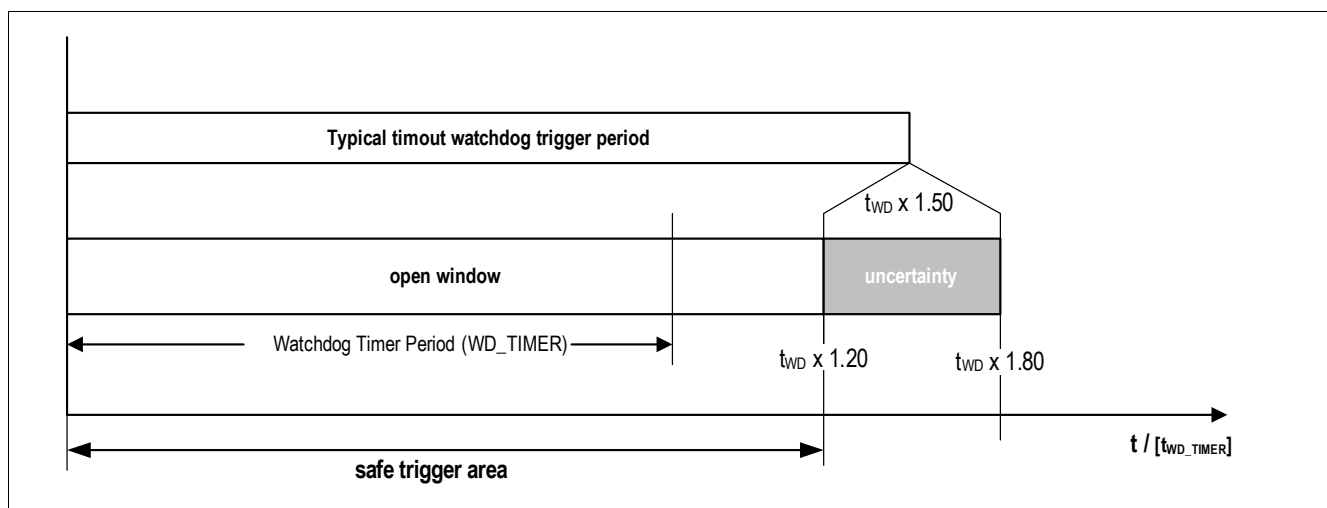 Typical timout watchdog trigger period
tWD x 1.50
open window
uncertainty
Watchdog Timer Period (WD_TIMER)
tWD x 1.20
tWD x 1.80
t / [tWD_TIMER]
safe trigger area